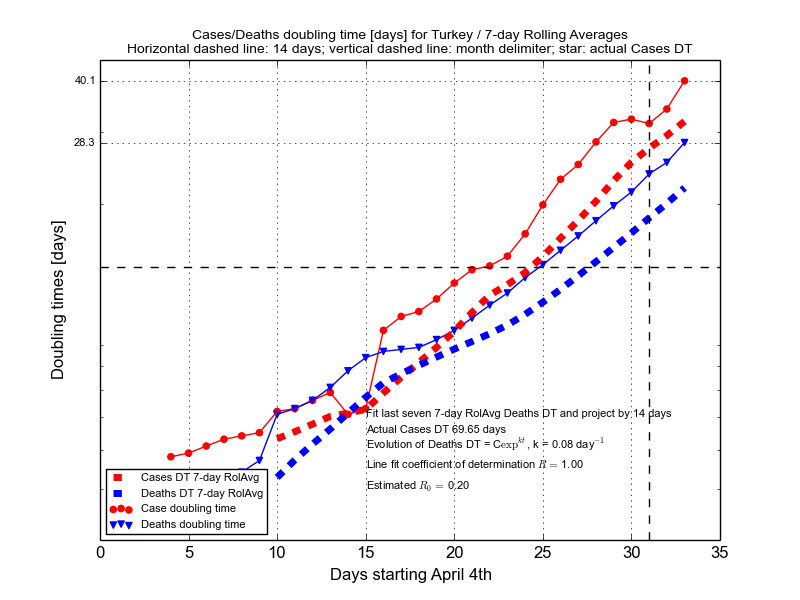 Cases/Deaths doubling time [days] for Turkey / 7-day Rolling Averages
Horizontal dashed line: 14 days; vertical dashed line: month delimiter; star: actual Cases DT
40.1
28.3
Doubling times [days]
Fit last seven 7-day RolAvg Deaths DT and project by 14 days
Actual Cases DT 69.65 days
Evolution of Deaths DT = Cexp^{kt}, k = 0.08 day^{-1}
Line fit coefficient of determination R = 1.00
Estimated R_0 = 0.20
Cases DT 7-day RolAvg
Deaths DT 7-day RolAvg
Case doubling time
Deaths doubling time
0 5 10 15 20 25 30 35
Days starting April 4th